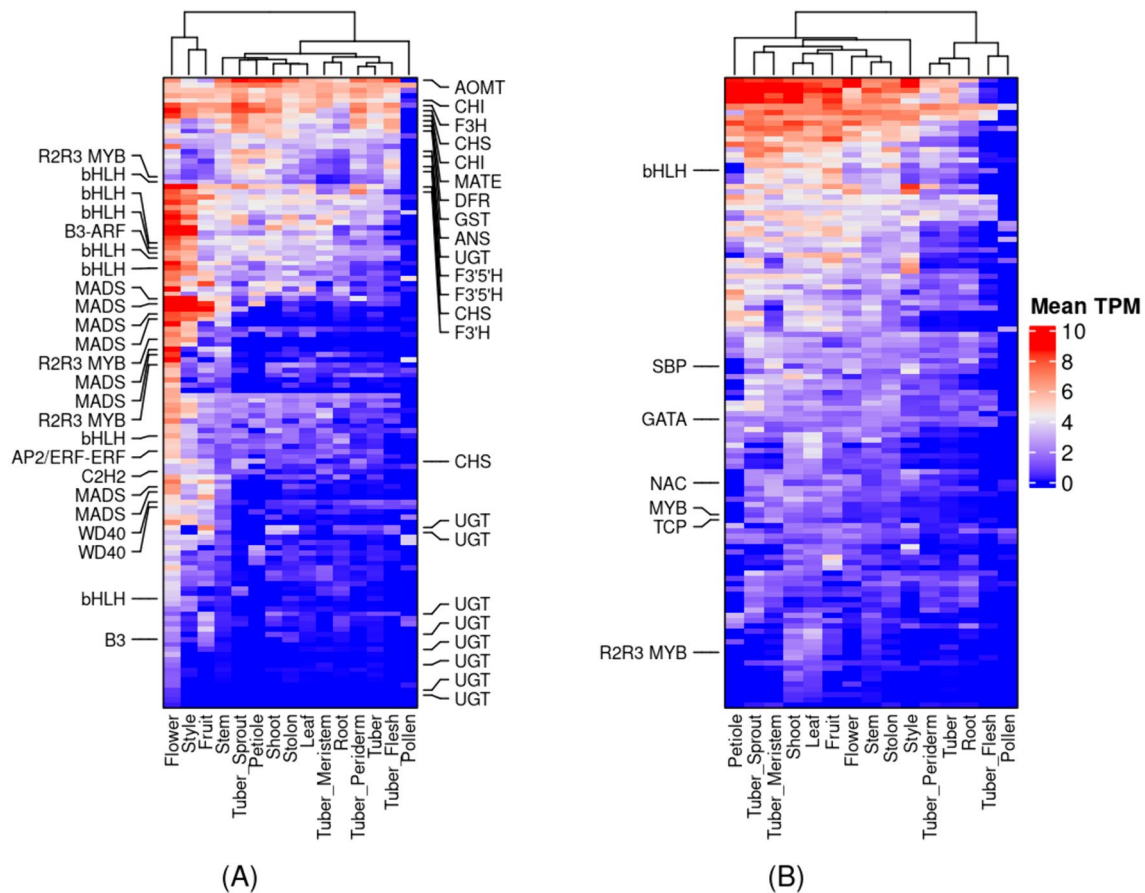 AOMT
CHI
F3H
CHS
CHI
MATE
DFR
GST
ANS
UGT
F3'5'H
F3'5'H
CHS
F3'H
CHS
UGT
UGT
UGT
UGT
UGT
UGT
UGT
UGT
R2R3 MYB
bHLH
bHLH
bHLH
B3-ARF
bHLH
bHLH
MADS
MADS
MADS
MADS
R2R3 MYB
MADS
MADS
R2R3 MYB
bHLH
AP2/ERF-ERF
C2H2
MADS
MADS
WD40
WD40
bHLH
B3
Flower
Style
Fruit
Stem
Tuber_Sprout
Petiole
Shoot
Stolon
Leaf
Tuber_Meristem
Root
Tuber_Periderm
Tuber
Tuber_Flesh
Pollen
(A)
bHLH
SBP
GATA
NAC
MYB
TCP
R2R3 MYB
Petiole
Tuber_Sprout
Tuber_Meristem
Shoot
Leaf
Fruit
Flower
Stem
Stolon
Style
Tuber_Periderm
Tuber
Root
Tuber_Flesh
Pollen
(B)
Mean TPM
10
8
6
4
2
0